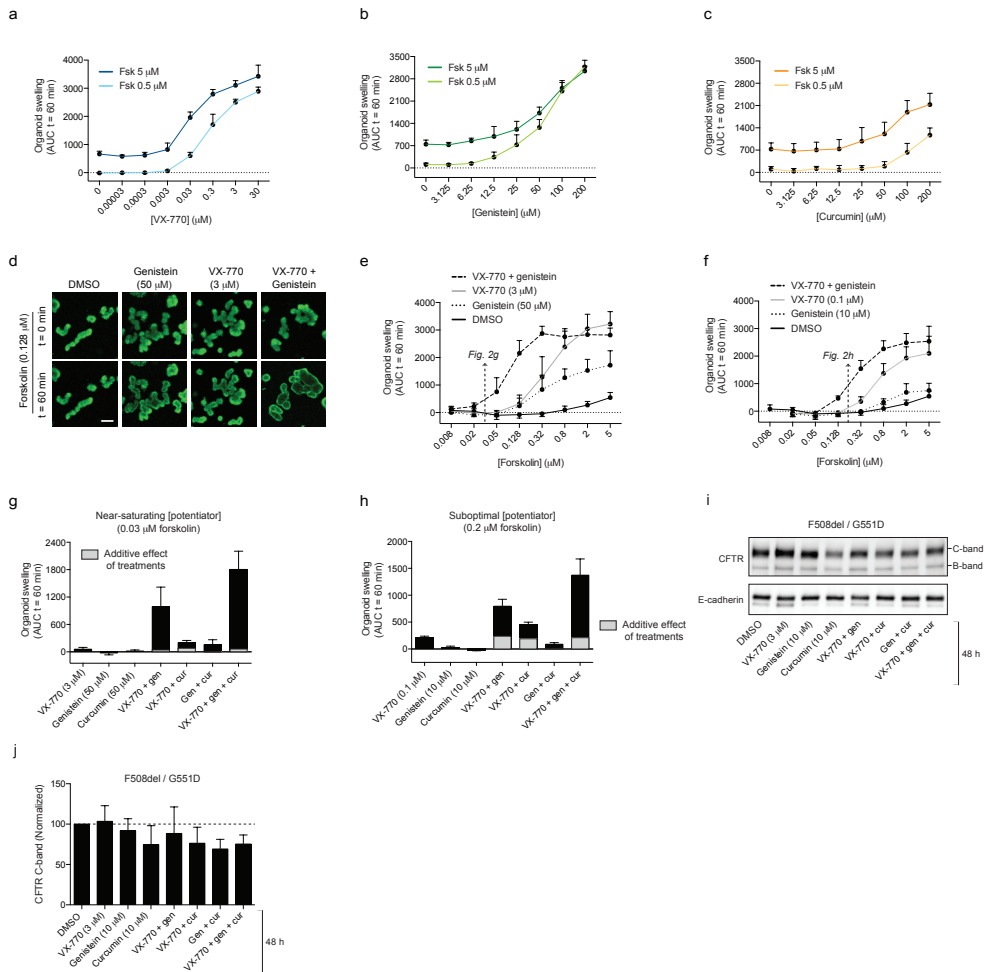 a
Organoid swelling
(AUC t = 60 min)
4000
3000
2000
1000
0
Fsk 5 µM
Fsk 0.5 µM
0
0.00003
0.0003
0.003
0.03
0.3
3
30
[VX-770] (µM)
b
Organoid swelling
(AUC t = 60 min)
3500
2800
2100
1400
700
0
Fsk 5 µM
Fsk 0.5 µM
0
3.125
6.25
12.5
25
50
100
200
[Genistein] (µM)
c
Organoid swelling
(AUC t = 60 min)
3500
2800
2100
1400
700
0
Fsk 5 µM
Fsk 0.5 µM
0
3.125
6.25
12.5
25
50
100
200
[Curcumin] (µM)
d
DMSO
Genistein
(50 µM)
VX-770
(3 µM)
VX-770 +
Genistein
Forskolin (0.128 µM)
t = 0 min
t = 60 min
e
VX-770 + genistein
VX-770 (3 µM)
Genistein (50 µM)
DMSO
Organoid swelling
(AUC t = 60 min)
4000
3000
2000
1000
0
Fig. 2g
0.008
0.02
0.05
0.128
0.32
0.8
2
5
[Forskolin] (µM)
f
VX-770 + genistein
VX-770 (0.1 µM)
Genistein (10 µM)
DMSO
Organoid swelling
(AUC t = 60 min)
4000
3000
2000
1000
0
Fig. 2h
0.008
0.02
0.05
0.128
0.32
0.8
2
5
[Forskolin] (µM)
g
Near-saturating [potentiator]
(0.03 µM forskolin)
Organoid swelling
(AUC t = 60 min)
2400
1800
1200
600
0
Additive effect
of treatments
VX-770 (3 µM)
Genistein (50 µM)
Curcumin (50 µM)
VX-770 + gen
VX-770 + cur
Gen + cur
VX-770 + gen + cur
h
Suboptimal [potentiator]
(0.2 µM forskolin)
Organoid swelling
(AUC t = 60 min)
2000
1500
1000
500
0
Additive effect
of treatments
VX-770 (0.1 µM)
Genistein (10 µM)
Curcumin (10 µM)
VX-770 + gen
VX-770 + cur
Gen + cur
VX-770 + gen + cur
i
F508del / G551D
CFTR
C-band
B-band
E-cadherin
DMSO
VX-770 (3 µM)
Genistein (10 µM)
Curcumin (10 µM)
VX-770 + gen
VX-770 + cur
Gen + cur
VX-770 + gen + cur
48 h
j
F508del / G551D
CFTR C-band (Normalized)
150
100
75
50
0
DMSO
VX-770 (3 µM)
Genistein (10 µM)
Curcumin (10 µM)
VX-770 + gen
VX-770 + cur
Gen + cur
VX-770 + gen + cur
48 h